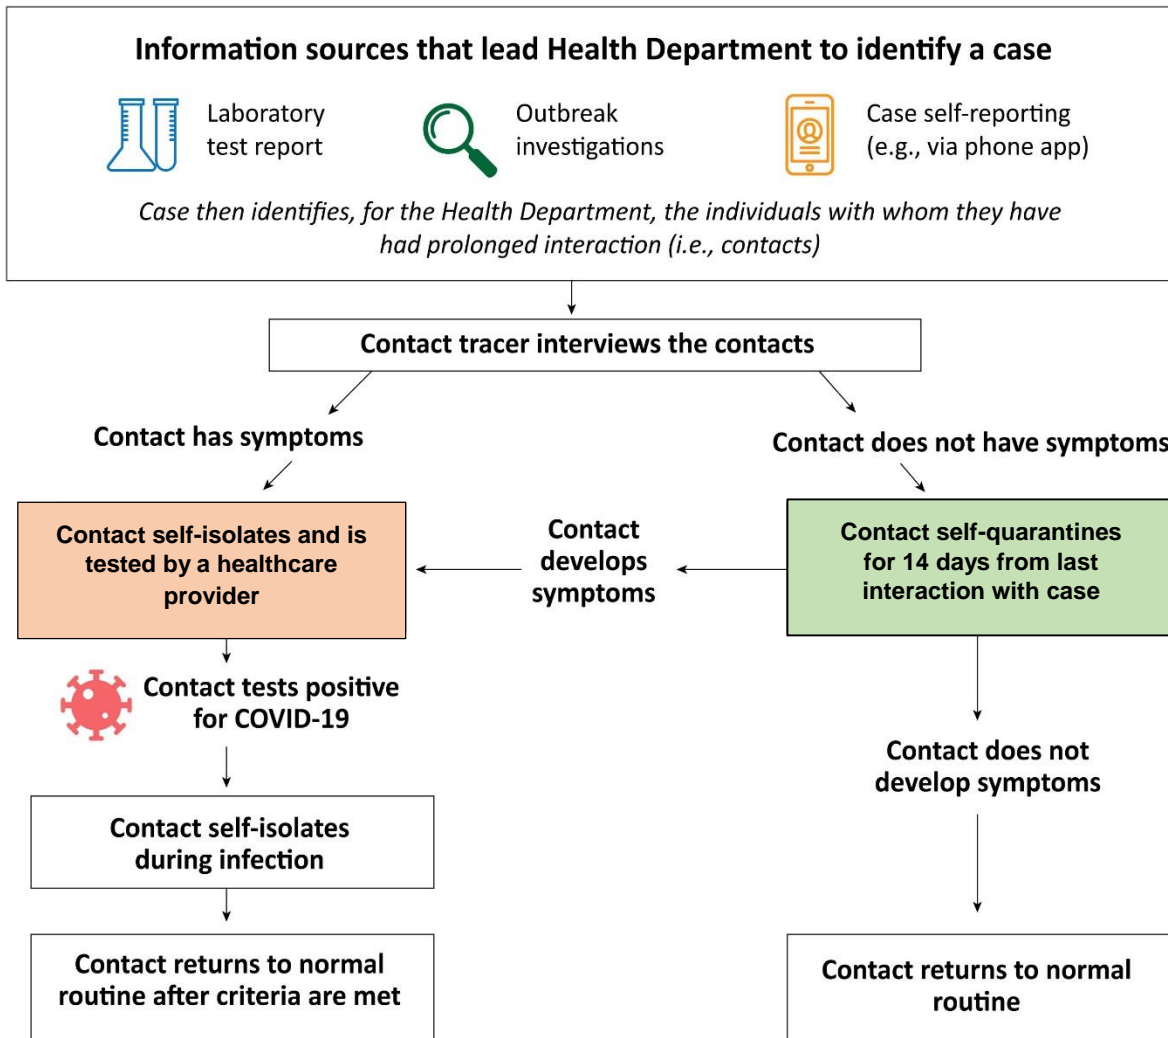 Information sources that lead Health Department to identify a case
Laboratory
test report
Outbreak
investigations
Case self-reporting
(e.g., via phone app)
Case then identifies, for the Health Department, the individuals with whom they have
had prolonged interaction (i.e., contacts)
Contact tracer interviews the contacts
Contact has symptoms
Contact does not have symptoms
Contact self-isolates and is
tested by a healthcare
provider
Contact
develops
symptoms
Contact self-quarantines
for 14 days from last
interaction with case
Contact tests positive
for COVID-19
Contact does not
develop symptoms
Contact self-isolates
during infection
Contact returns to normal
routine after criteria are met
Contact returns to normal
routine